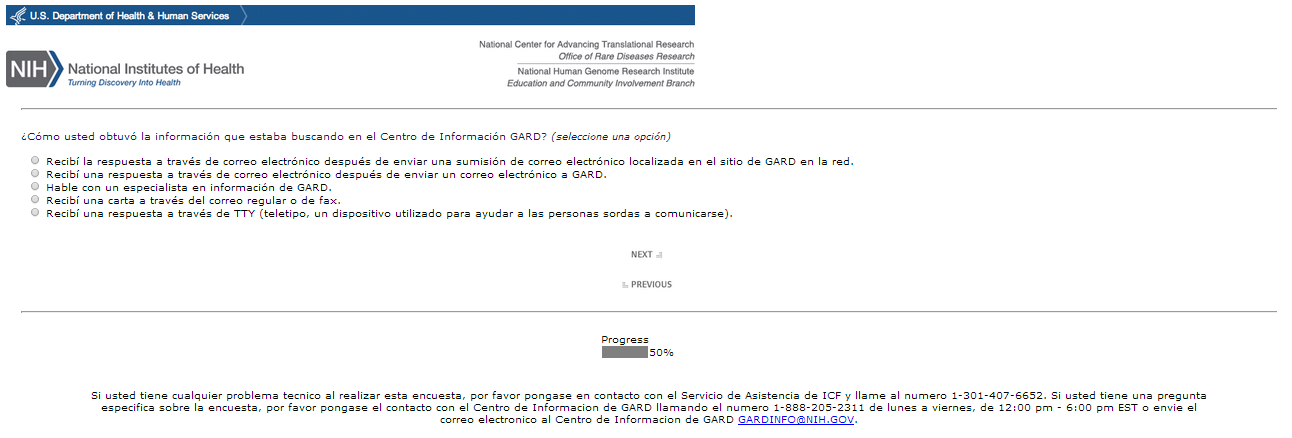 U.S. Department of Health & Human Services
National Center for Advancing Translational Research
Office of Rare Diseases Research
NIH National Institutes of Health
Turning Discovery Into Health
National Human Genome Research Institute
Education and Community Involvement Branch
¿Cómo usted obtuvó la información que estaba buscando en el Centro de Información GARD? (seleccione una opción)
Recibí la respuesta a través de correo electrónico después de enviar una sumisión de correo electrónico localizada en el sitio de GARD en la red.
Recibí una respuesta a través de correo electrónico después de enviar un correo electrónico a GARD.
Hable con un especialista en información de GARD.
Recibí una carta a través del correo regular o de fax.
Recibí una respuesta a través de TTY (teletipo, un dispositivo utilizado para ayudar a las personas sordas a comunicarse).
NEXT
PREVIOUS
Progress
50%
Si usted tiene cualquier problema tecnico al realizar esta encuesta, por favor pongase en contacto con el Servicio de Asistencia de ICF y llame al numero 1-301-407-6652. Si usted tiene una pregunta
especifica sobre la encuesta, por favor pongase el contacto con el Centro de Informacion de GARD llamando el numero 1-888-205-2311 de lunes a viernes, de 12:00 pm - 6:00 pm EST o envie el
correo electronico al Centro de Informacion de GARD GARDINFO@NIH.GOV.